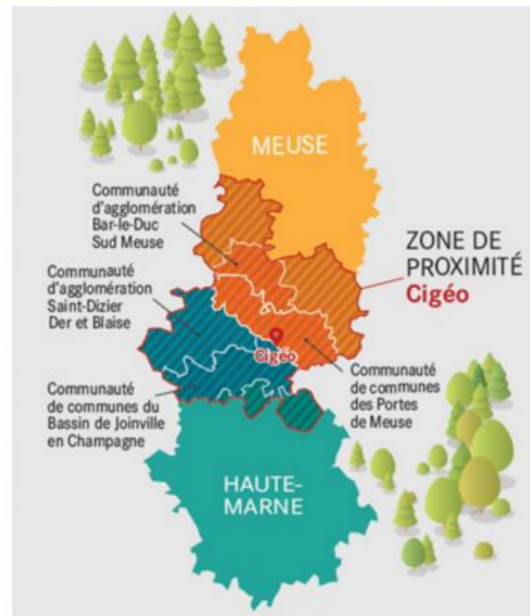 MEUSE
Communauté
d'agglomération
Bar-le-Duc
Sud Meuse
ZONE DE
PROXIMITÉ
Cigéo
Communauté
d'agglomération
Saint-Dizier
Der et Blaise
Cigéo
Communauté
de communes
des Portes
de Meuse
Communauté
de communes du
Bassin de Joinville
en Champagne
HAUTE-
MARNE